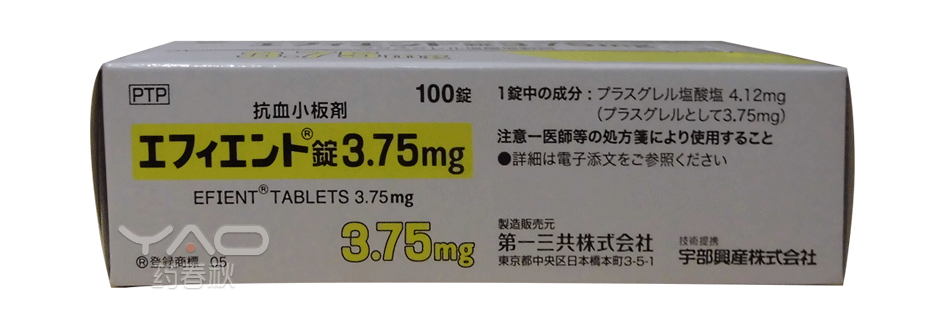 PTP
抗血小板剤 100錠
エフィエント®錠3.75mg
EFIENT® TABLETS 3.75mg
3.75mg
®登録商標 05
1錠中の成分:プラスグレル塩酸塩 4.12mg
(プラスグレルとして3.75mg)
注意－医師等の処方箋により使用すること
●詳細は電子添文をご参照ください
製造販売元
第一三共株式会社
東京都中央区日本橋本町3-5-1
技術提携
宇部興産株式会社
YAO
药春秋